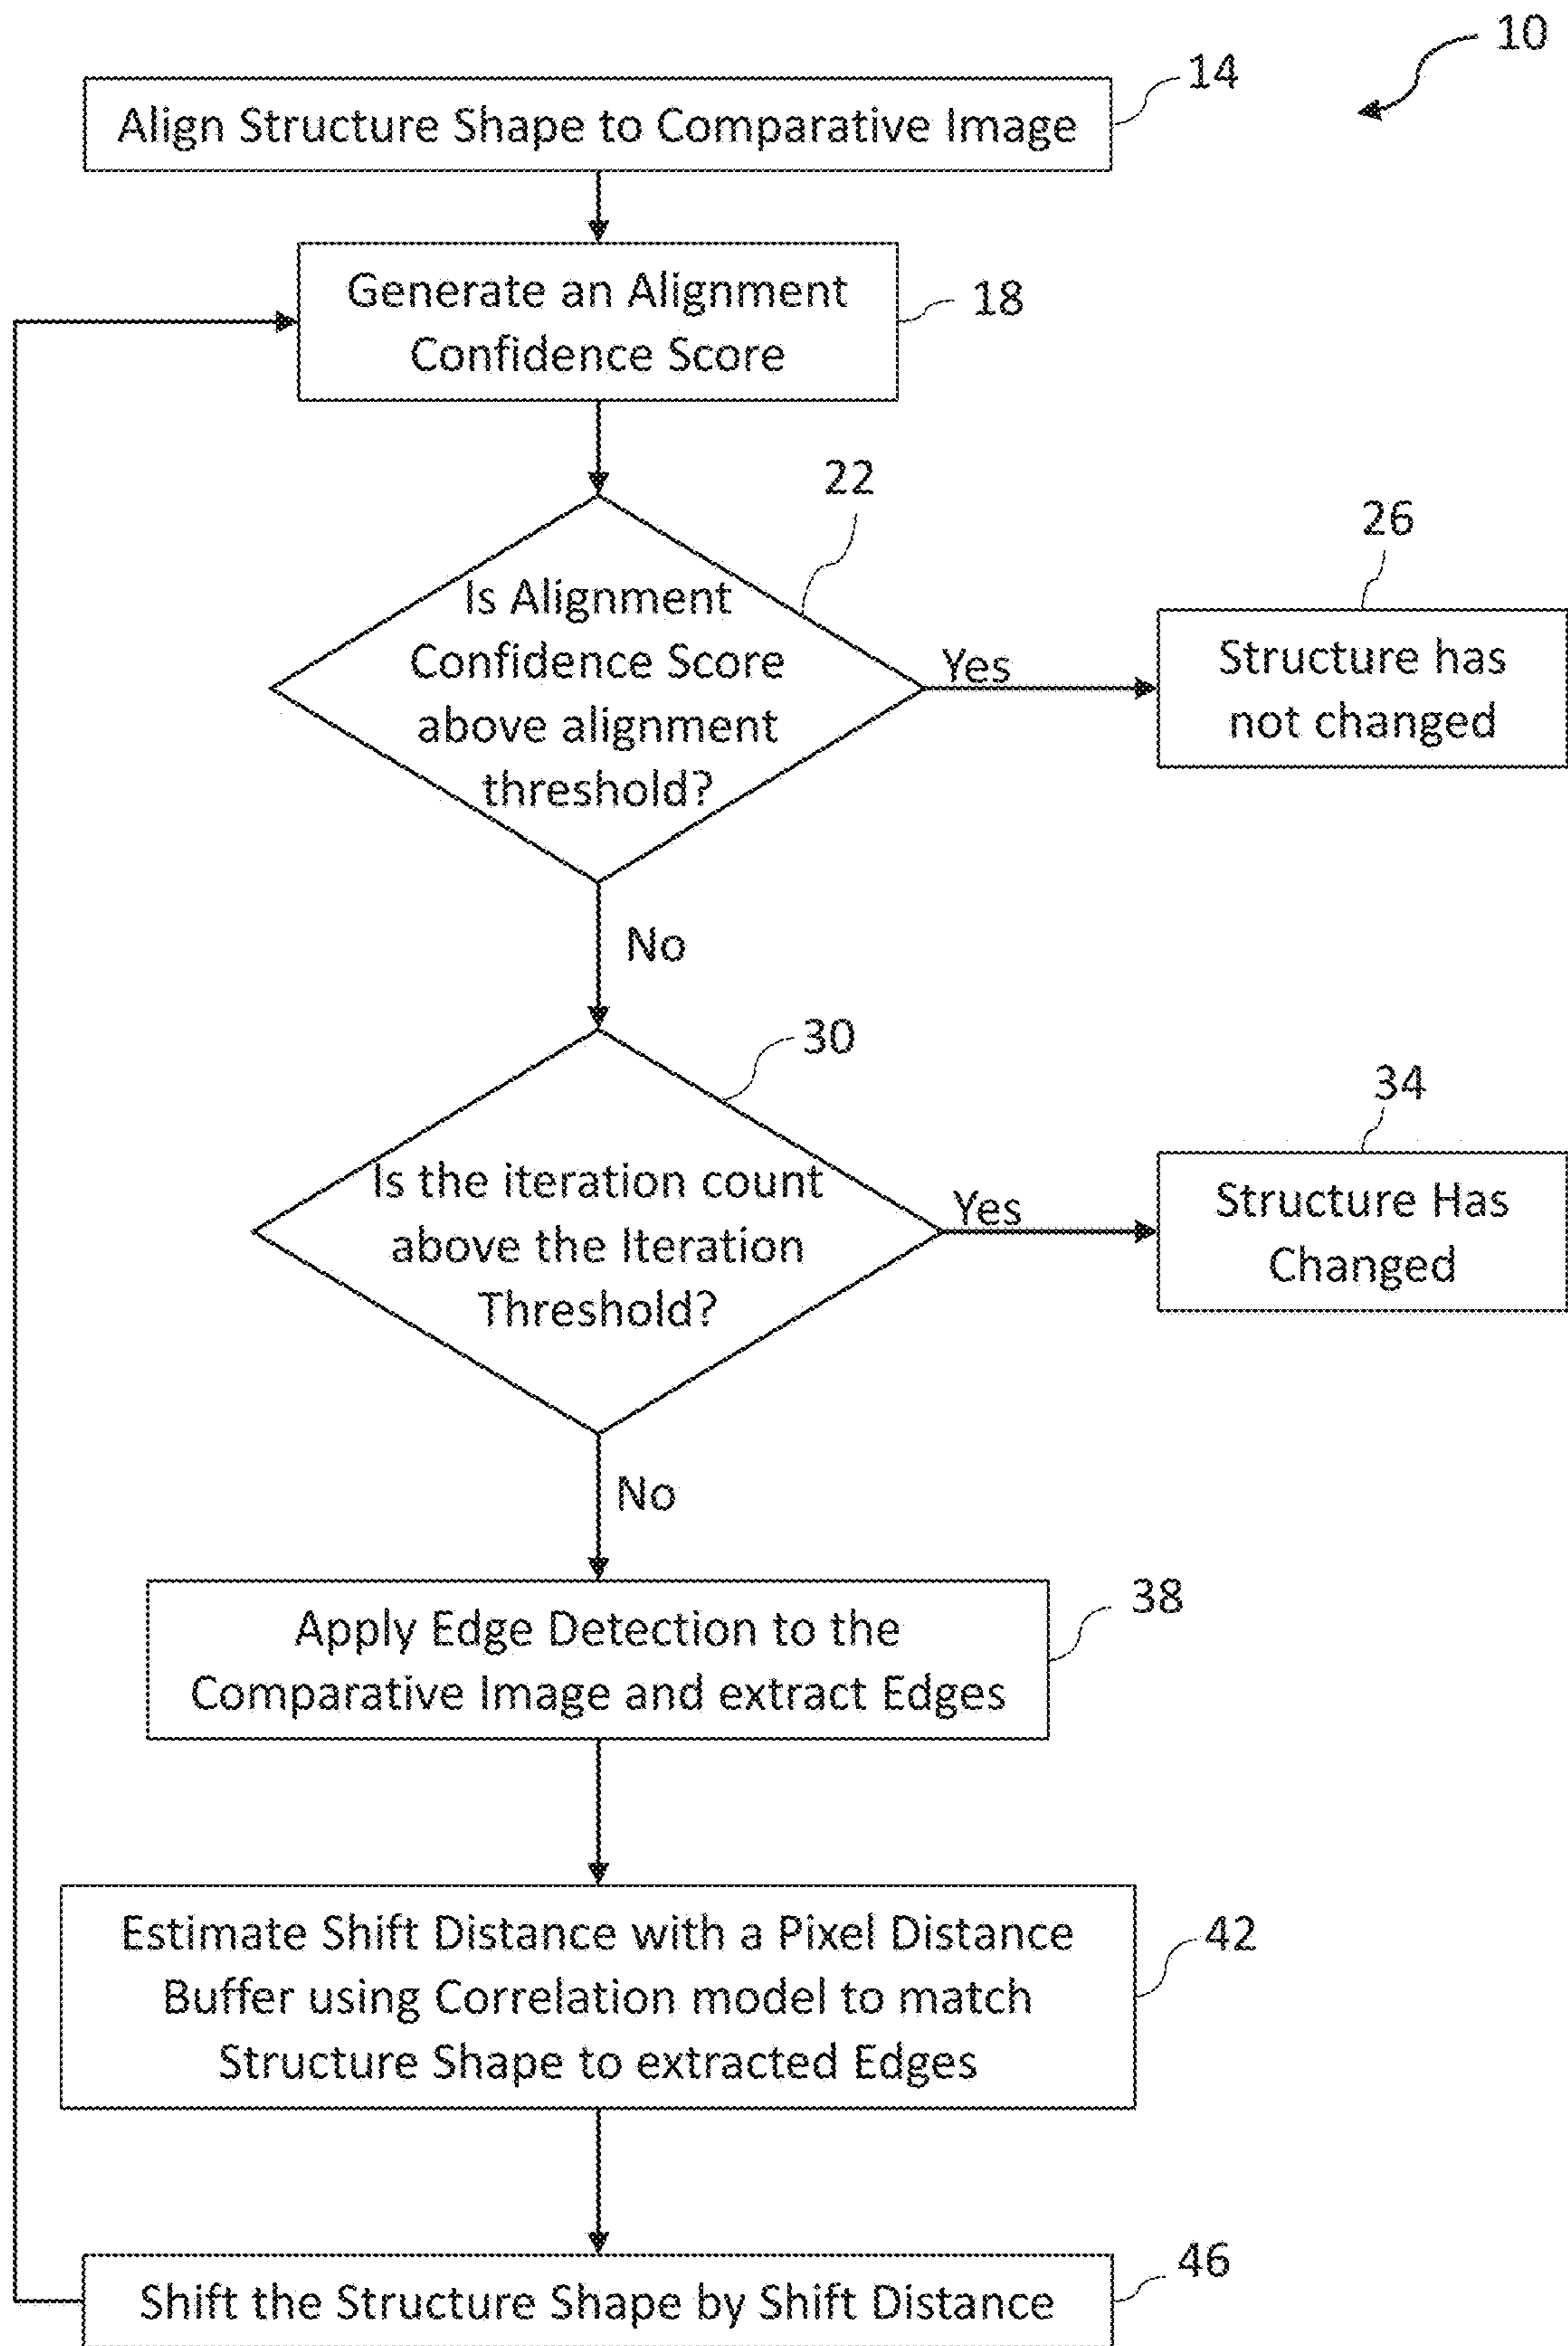 10
14
Align Structure Shape to Comparative Image
Generate an Alignment
Confidence Score
18
22
Is Alignment
Confidence Score
above alignment
threshold?
Yes
26
Structure has
not changed
No
30
Is the iteration count
above the Iteration
Threshold?
Yes
34
Structure Has
Changed
No
38
Apply Edge Detection to the
Comparative Image and extract Edges
42
Estimate Shift Distance with a Pixel Distance
Buffer using Correlation model to match
Structure Shape to extracted Edges
46
Shift the Structure Shape by Shift Distance